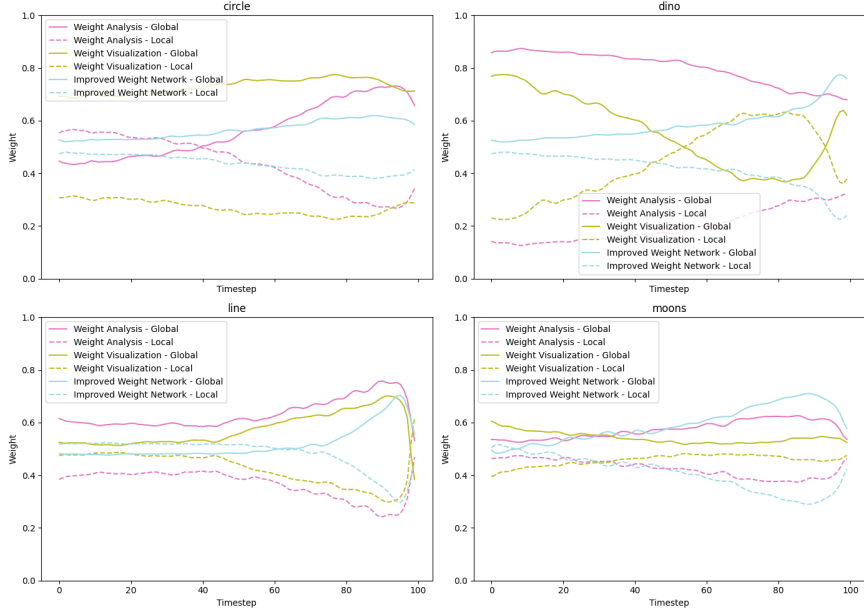 circle
1.0
0.8
0.6
0.4
0.2
0.0
Weight
Timestep
Weight Analysis - Global
Weight Analysis - Local
Weight Visualization - Global
Weight Visualization - Local
Improved Weight Network - Global
Improved Weight Network - Local
dino
1.0
0.8
0.6
0.4
0.2
0.0
Weight
Weight Analysis - Global
Weight Analysis - Local
Weight Visualization - Global
Weight Visualization - Local
Improved Weight Network - Global
Improved Weight Network - Local
Timestep
line
1.0
0.8
0.6
0.4
0.2
0.0
Weight
Weight Analysis - Global
Weight Analysis - Local
Weight Visualization - Global
Weight Visualization - Local
Improved Weight Network - Global
Improved Weight Network - Local
0 20 40 60 80 100
Timestep
moons
1.0
0.8
0.6
0.4
0.2
0.0
Weight
Weight Analysis - Global
Weight Analysis - Local
Weight Visualization - Global
Weight Visualization - Local
Improved Weight Network - Global
Improved Weight Network - Local
0 20 40 60 80 100
Timestep